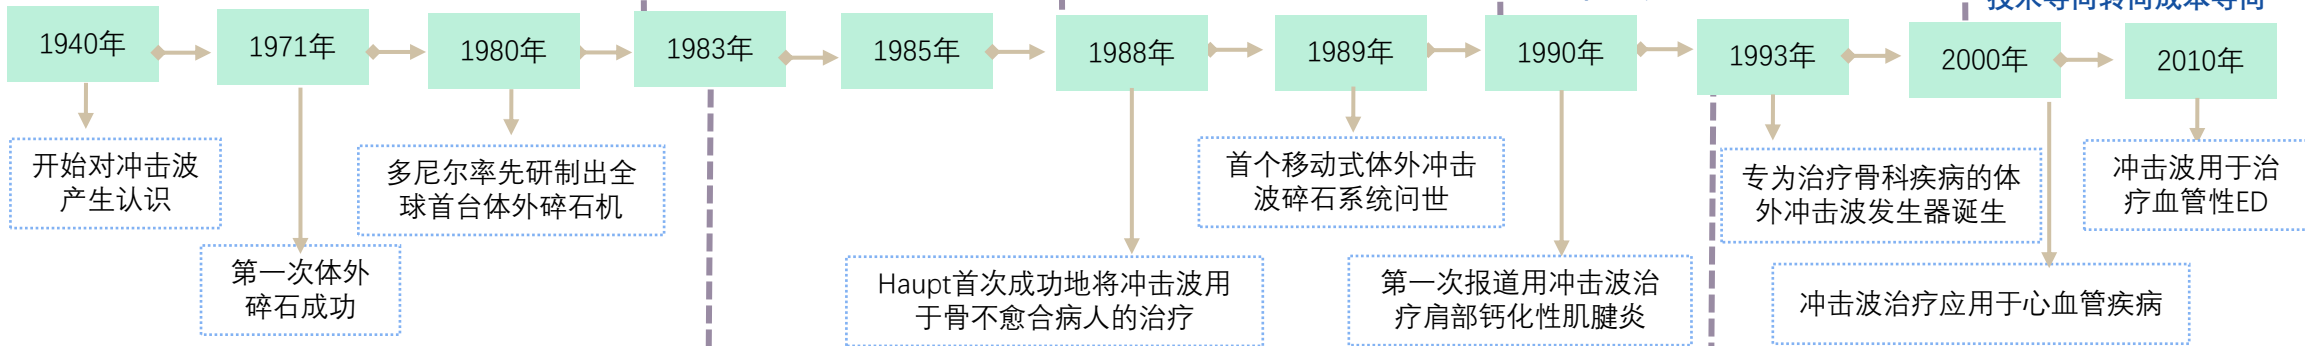 技术导向转向成本导向
1940年
1971年
1980年
1983年
1985年
1988年
1989年
1990年
1993年
2000年
2010年
开始对冲击波
产生认识
第一次体外
碎石成功
多尼尔率先研制出全
球首台体外碎石机
Haupt首次成功地将冲击波用
于骨不愈合病人的治疗
首个移动式体外冲击
波碎石系统问世
第一次报道用冲击波治
疗肩部钙化性肌腱炎
专为治疗骨科疾病的体
外冲击波发生器诞生
冲击波治疗应用于心血管疾病
冲击波用于治
疗血管性ED